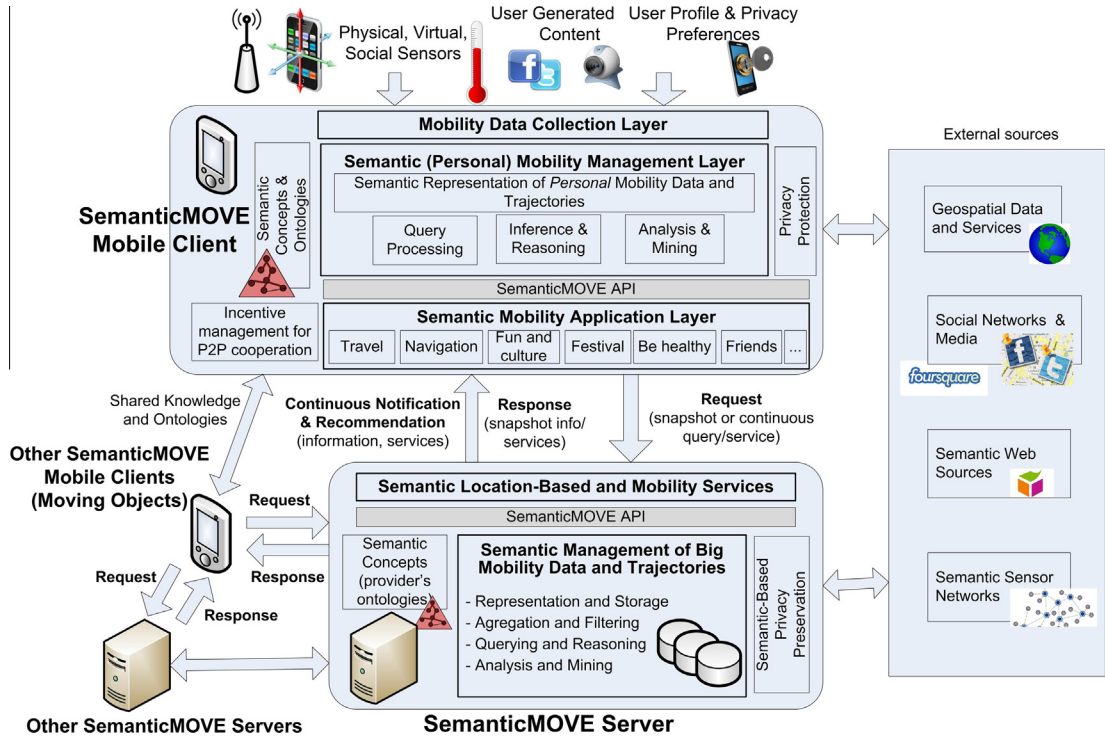 Physical, Virtual,
Social Sensors
User Generated
Content
User Profile & Privacy
Preferences
Mobility Data Collection Layer
Semantic (Personal) Mobility Management Layer
Semantic Representation of Personal Mobility Data and
Trajectories
Query
Processing
Inference &
Reasoning
Analysis &
Mining
Privacy
Protection
Semantic
Concepts &
Ontologies
SemanticMOVE
Mobile Client
SemanticMOVE API
Incentive
management for
P2P cooperation
Semantic Mobility Application Layer
Travel
Navigation
Fun and
culture
Festival
Be healthy
Friends
...
External sources
Geospatial Data
and Services
Social Networks &
Media
foursquare
Semantic Web
Sources
Semantic Sensor
Networks
Shared Knowledge
and Ontologies
Continuous Notification
& Recommendation
(information, services)
Response
(snapshot info/
services)
Request
(snapshot or continuous
query/service)
Other SemanticMOVE
Mobile Clients
(Moving Objects)
Request
Response
Request
Response
Semantic Location-Based and Mobility Services
SemanticMOVE API
Semantic
Concepts
(provider's
ontologies)
Semantic Management of Big
Mobility Data and Trajectories
- Representation and Storage
- Agregation and Filtering
- Querying and Reasoning
- Analysis and Mining
Semantic-Based
Privacy
Preservation
Other SemanticMOVE Servers
SemanticMOVE Server